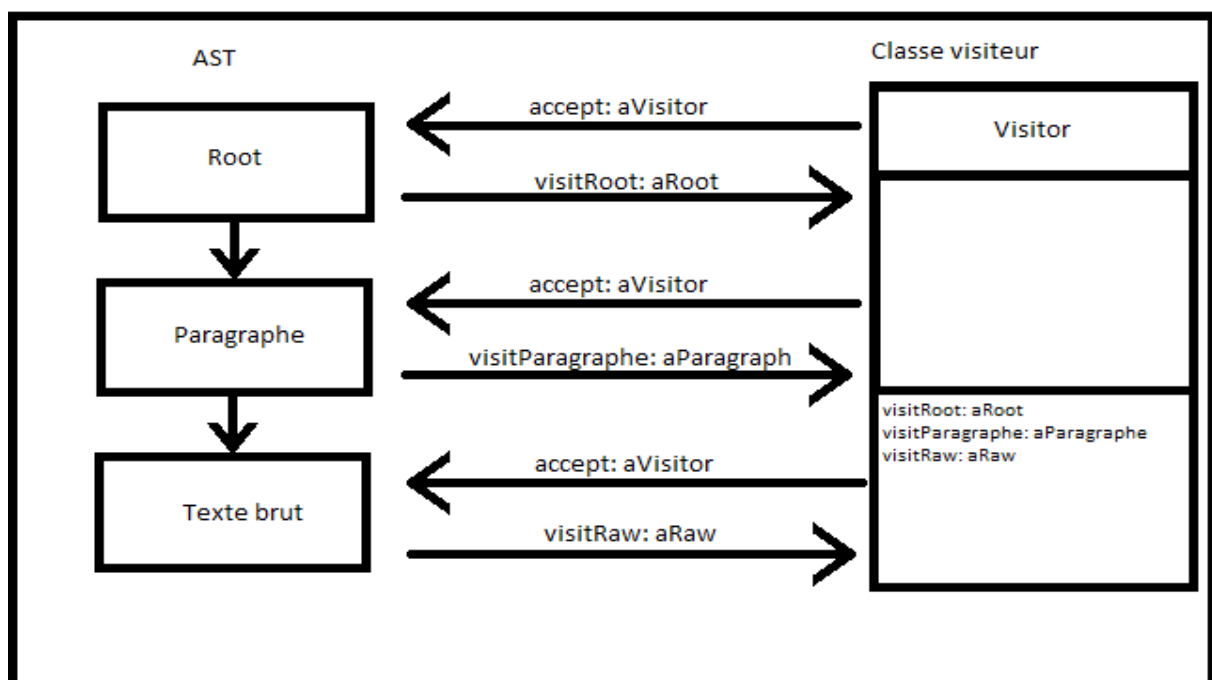 AST
Classe visiteur
accept: aVisitor
Visitor
Root
visitRoot: aRoot
accept: aVisitor
Paragraphe
visitParagraphe: aParagraph
visitRoot: aRoot
visitParagraphe: aParagraphe
visitRaw: aRaw
accept: aVisitor
Texte brut
visitRaw: aRaw